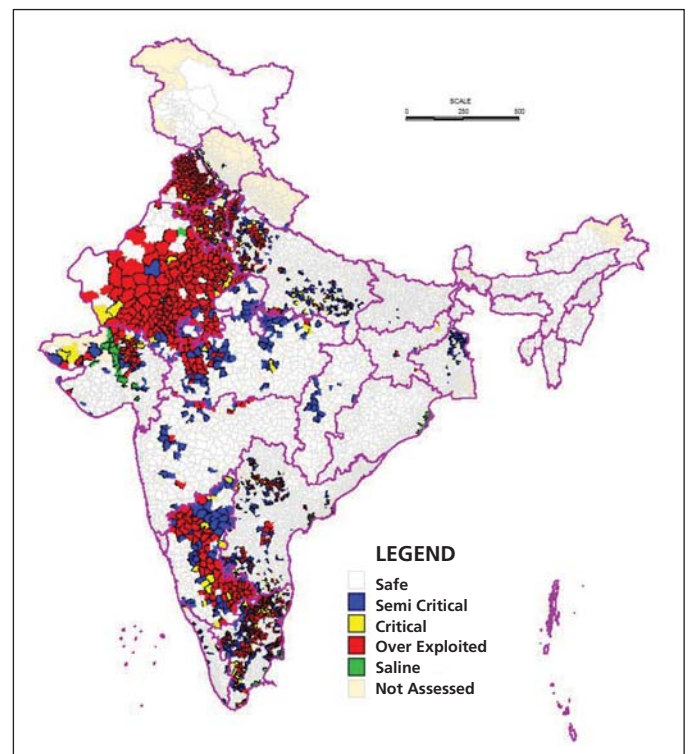 SCALE
0 250 500
LEGEND
Safe
Semi Critical
Critical
Over Exploited
Saline
Not Assessed